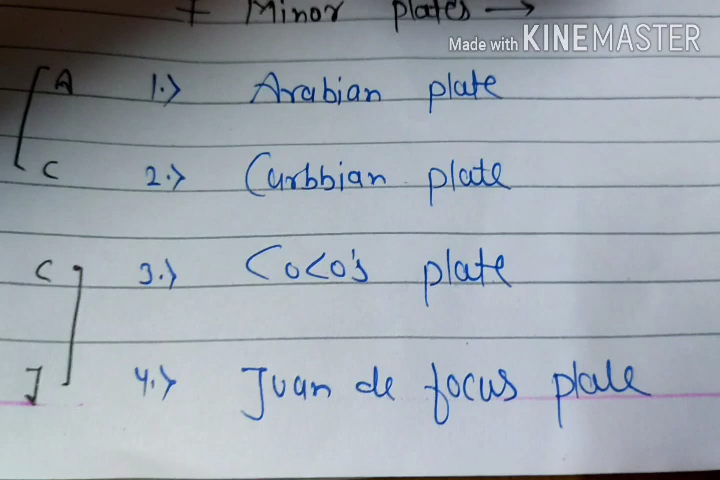 + Minor plates →
Made with KINEMASTER
[ A 1.> Arabian plate
C 2.> Carbbian plate
C ] 3.> Coco's plate
J 4.> Juan de focus plate